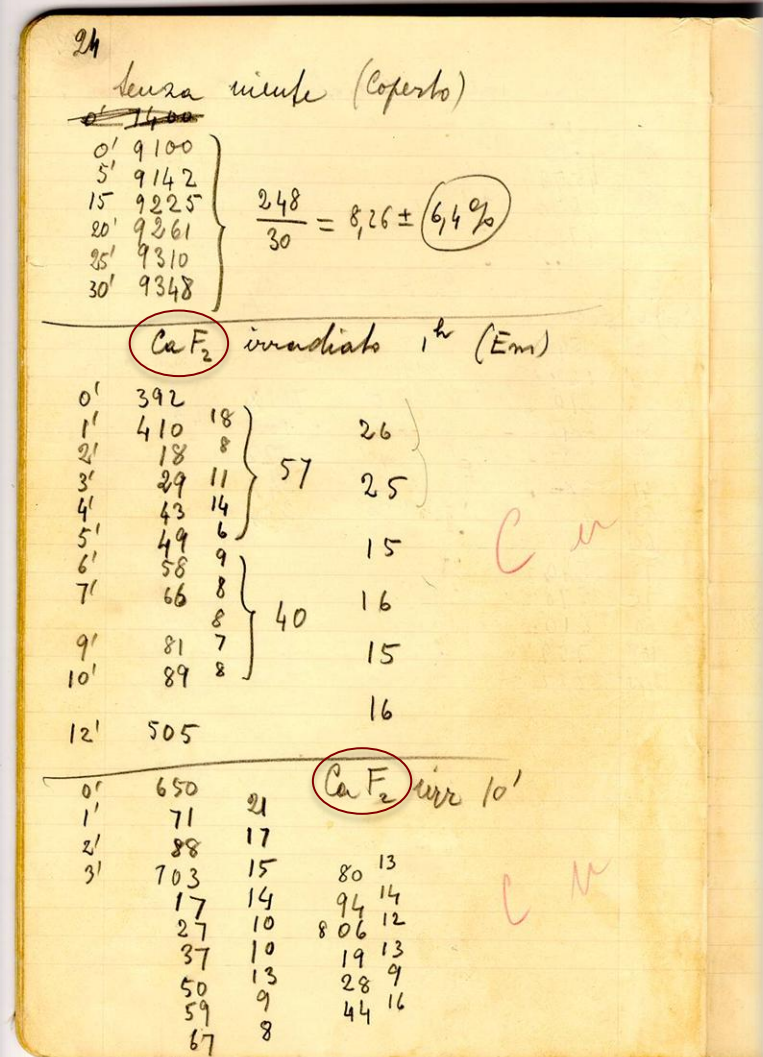 24
Senza niente (Coperto)
0' 1400
0' 9100
5' 9142
15 9225
20' 9261 248/30 = 8,26 ± 6,4%
25' 9310
30' 9348
CaF₂ irradiato 1ʰ (Em)
0' 392
1' 410 18 26
2' 18 8
3' 29 11 57 25
4' 43 14
5' 49 6 15 Cu
6' 58 9
7' 66 8 16
8 40
9' 81 7 15
10' 89 8
16
12' 505
CaF₂ irr 10'
0' 650
1' 71 21
2' 88 17
3' 703 15 80 13
17 14 94 14 Cu
27 10 806 12
37 10 19 13
50 13 28 9
59 9 44 16
67 8